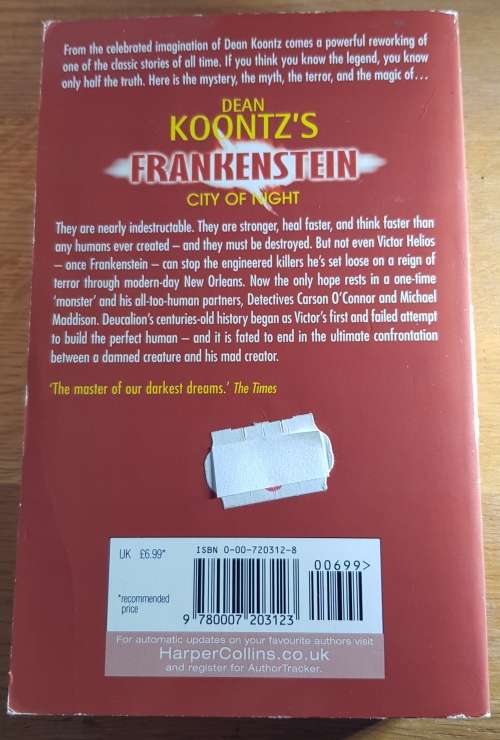 From the celebrated imagination of Dean Koontz comes a powerful reworking of
one of the classic stories of all time. If you think you know the legend, you know
only half the truth. Here is the mystery, the myth, the terror, and the magic of...
DEAN
KOONTZ'S
FRANKENSTEIN
CITY OF NIGHT
They are nearly indestructable. They are stronger, heal faster, and think faster than
any humans ever created – and they must be destroyed. But not even Victor Helios
– once Frankenstein – can stop the engineered killers he's set loose on a reign of
terror through modern-day New Orleans. Now the only hope rests in a one-time
'monster' and his all-too-human partners, Detectives Carson O'Connor and Michael
Maddison. Deucalion's centuries-old history began as Victor's first and failed attempt
to build the perfect human – and it is fated to end in the ultimate confrontation
between a damned creature and his mad creator.
'The master of our darkest dreams.' The Times
UK £6.99*
ISBN 0-00-720312-8
00699>
*recommended
price
9 780007 203123
For automatic updates on your favourite authors visit
HarperCollins.co.uk
and register for AuthorTracker.